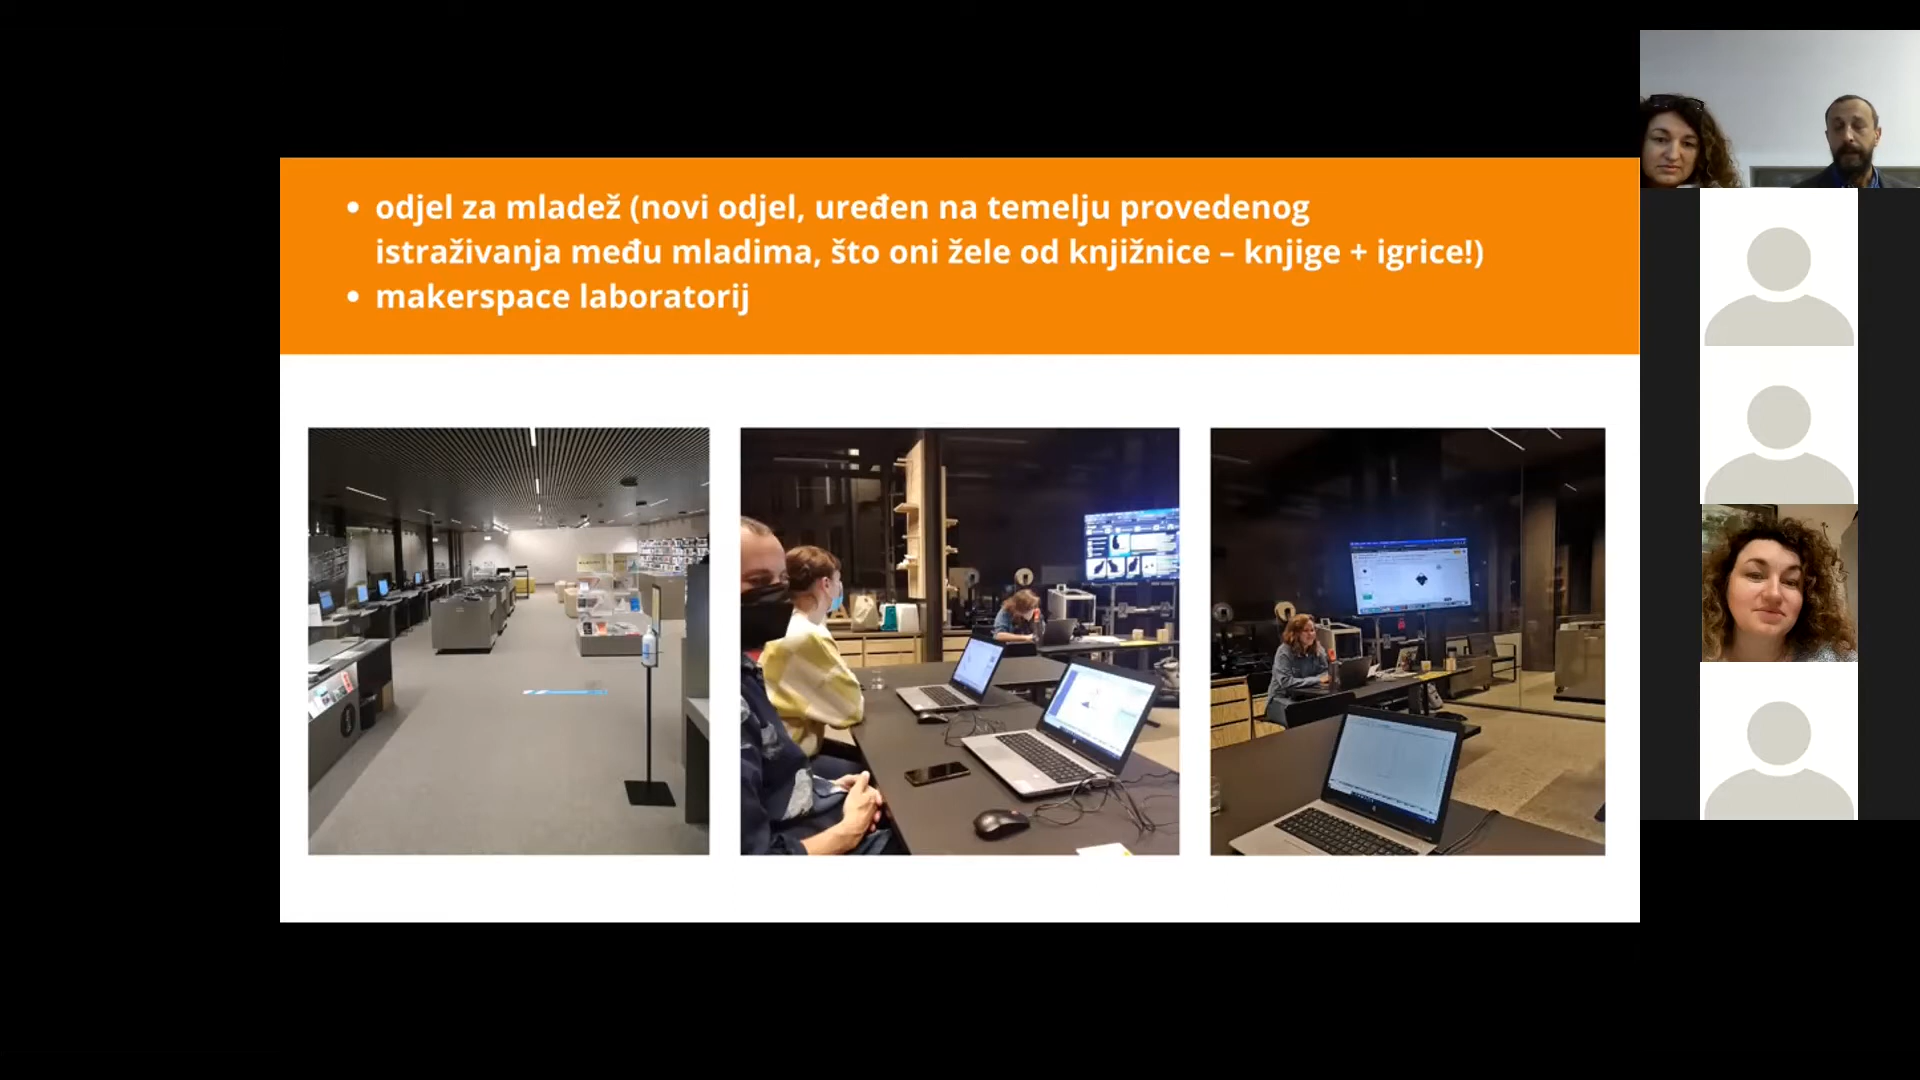 • odjel za mladež (novi odjel, uređen na temelju provedenog
istraživanja među mladima, što oni žele od knjižnice – knjige + igrice!)
• makerspace laboratorij